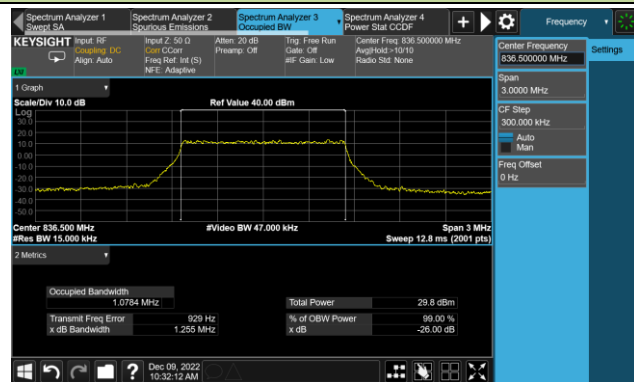 Spectrum Analyzer 1
Swept SA
Spectrum Analyzer 2
Spurious Emissions
Spectrum Analyzer 3
Occupied BW
Spectrum Analyzer 4
Power Stat CCDF
Frequency
KEYSIGHT
Input: RF
Coupling: DC
Align: Auto
Input Z: 50 Ω
Corr CCorr
Freq Ref: Int (S)
NFE: Adaptive
Atten: 20 dB
Preamp: Off
Trig: Free Run
Gate: Off
#IF Gain: Low
Center Freq: 836.500000 MHz
Avg|Hold:>10/10
Radio Std: None
Center Frequency
836.500000 MHz
Settings
Span
3.0000 MHz
CF Step
300.000 kHz
Auto
Man
Freq Offset
0 Hz
1 Graph
Scale/Div 10.0 dB
Ref Value 40.00 dBm
Log
30.0
20.0
10.0
0.00
-10.0
-20.0
-30.0
-40.0
-50.0
Center 836.500 MHz
#Video BW 47.000 kHz
Span 3 MHz
#Res BW 15.000 kHz
Sweep 12.8 ms (2001 pts)
2 Metrics
Occupied Bandwidth
1.0784 MHz
Total Power 29.8 dBm
Transmit Freq Error 929 Hz
% of OBW Power 99.00 %
x dB Bandwidth 1.255 MHz
x dB -26.00 dB
?
Dec 09, 2022
10:32:12 AM